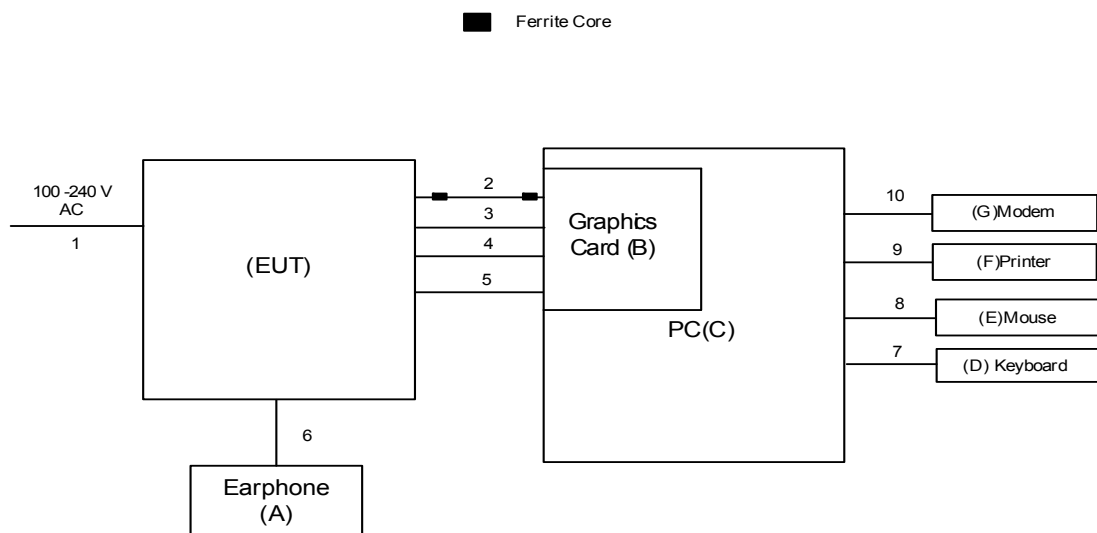 Ferrite Core
100 -240 V
AC
1
(EUT)
2
3
4
5
Graphics
Card (B)
PC(C)
10
(G)Modem
9
(F)Printer
8
(E)Mouse
7
(D) Keyboard
6
Earphone
(A)